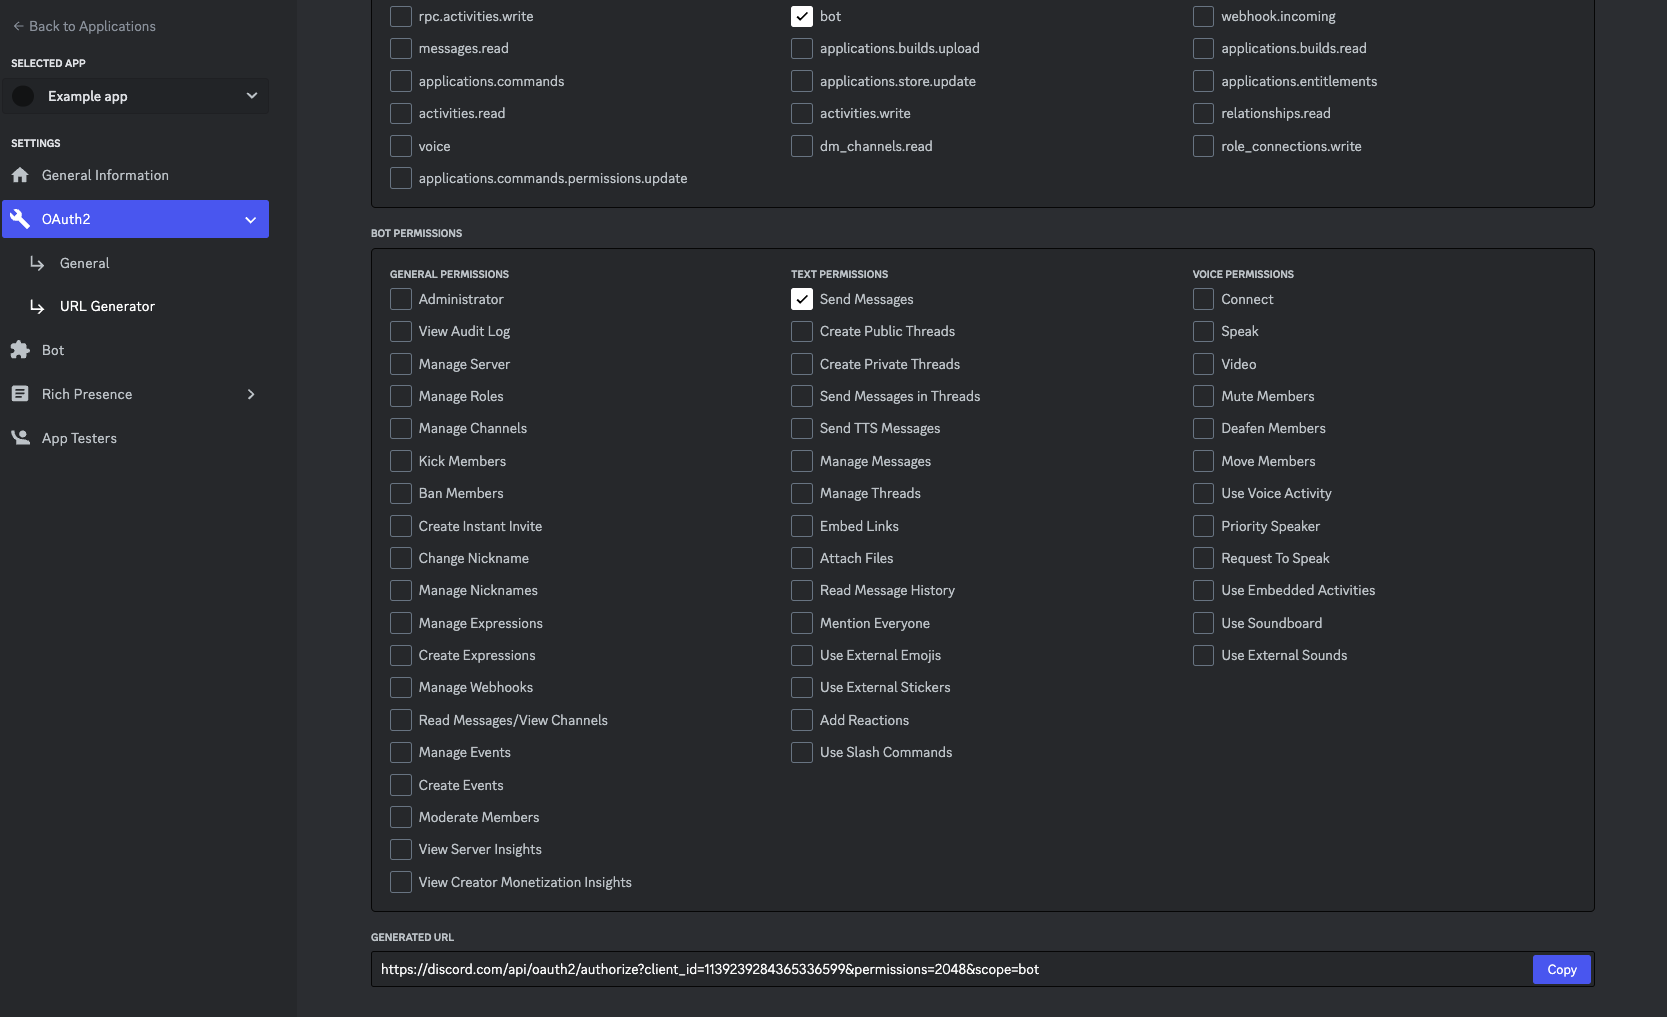 ← Back to Applications
SELECTED APP
Example app
SETTINGS
General Information
OAuth2
General
URL Generator
Bot
Rich Presence
App Testers
rpc.activities.write
bot
webhook.incoming
messages.read
applications.builds.upload
applications.builds.read
applications.commands
applications.store.update
applications.entitlements
activities.read
activities.write
relationships.read
voice
dm_channels.read
role_connections.write
applications.commands.permissions.update
BOT PERMISSIONS
GENERAL PERMISSIONS
Administrator
View Audit Log
Manage Server
Manage Roles
Manage Channels
Kick Members
Ban Members
Create Instant Invite
Change Nickname
Manage Nicknames
Manage Expressions
Create Expressions
Manage Webhooks
Read Messages/View Channels
Manage Events
Create Events
Moderate Members
View Server Insights
View Creator Monetization Insights
TEXT PERMISSIONS
Send Messages
Create Public Threads
Create Private Threads
Send Messages in Threads
Send TTS Messages
Manage Messages
Manage Threads
Embed Links
Attach Files
Read Message History
Mention Everyone
Use External Emojis
Use External Stickers
Add Reactions
Use Slash Commands
VOICE PERMISSIONS
Connect
Speak
Video
Mute Members
Deafen Members
Move Members
Use Voice Activity
Priority Speaker
Request To Speak
Use Embedded Activities
Use Soundboard
Use External Sounds
GENERATED URL
https://discord.com/api/oauth2/authorize?client_id=1139239284365336599&permissions=2048&scope=bot
Copy